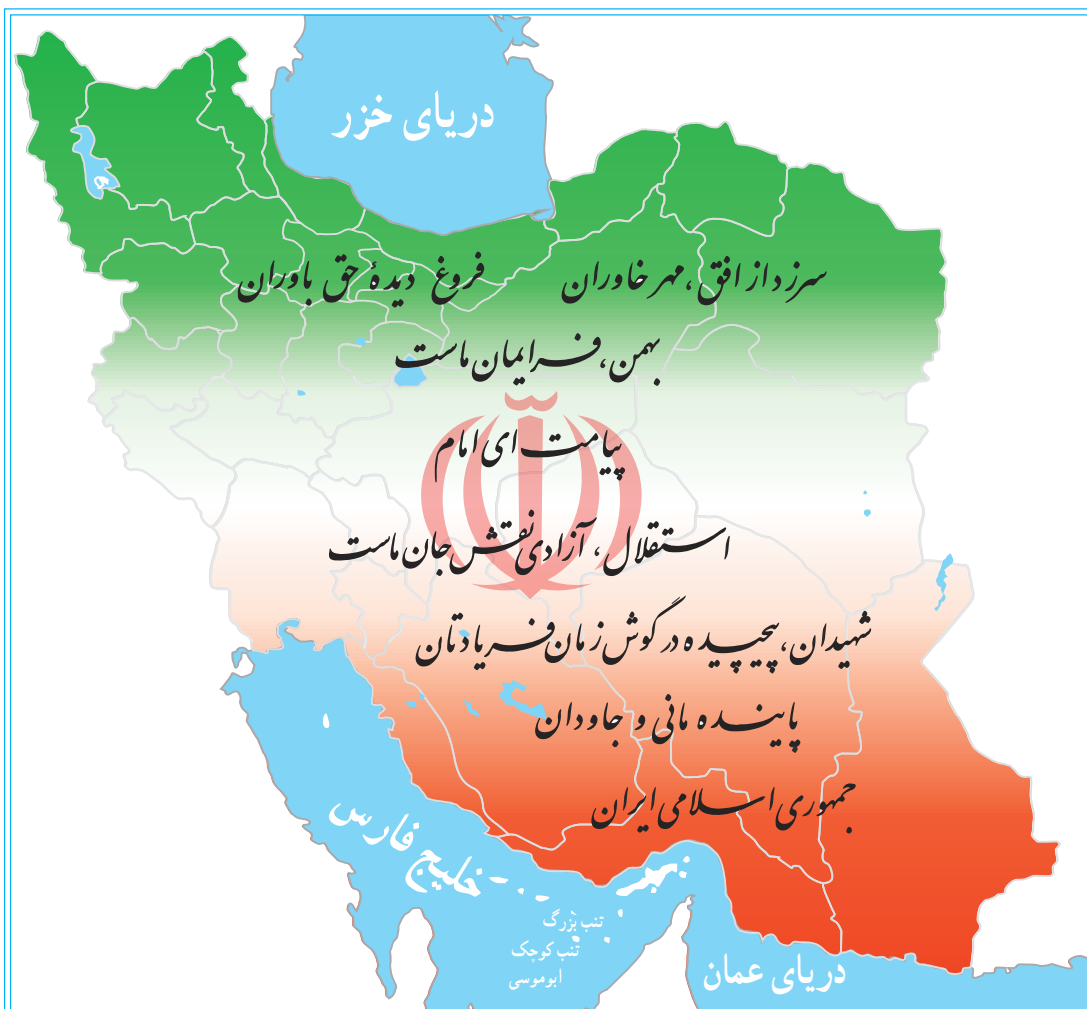 دریای خزر
سرزد از افق، مهر خاوران فروغ دیدهٔ حق باوران
بهمن، فر ایمان ماست
پیامت ای امام
استقلال، آزادی نقش جان ماست
شهیدان، پیچیده در گوش زمان فریادتان
پاینده مانی و جاودان
جمهوری اسلامی ایران
خلیج فارس
تنب بزرگ
تنب کوچک
ابوموسی
دریای عمان